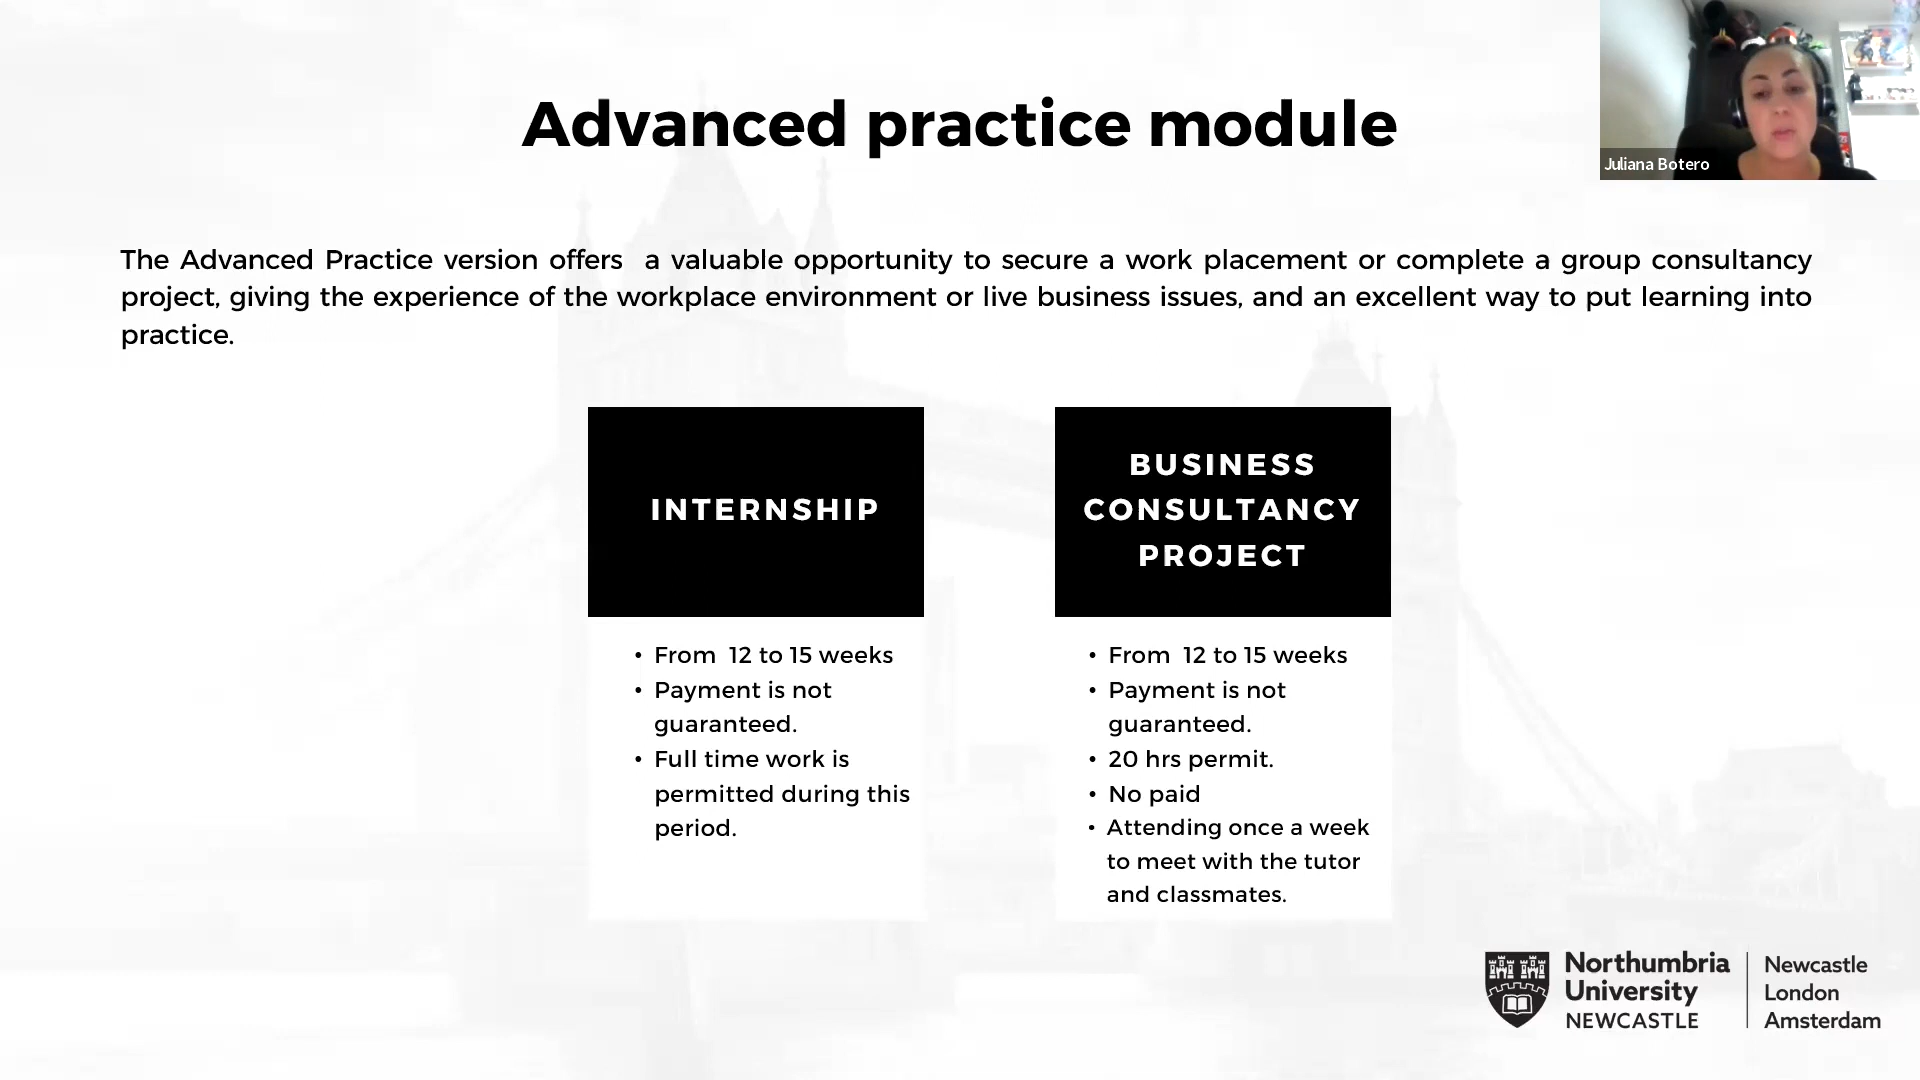 Advanced practice module
Juliana Botero
The Advanced Practice version offers  a valuable opportunity to secure a work placement or complete a group consultancy
project, giving the experience of the workplace environment or live business issues, and an excellent way to put learning into
practice.
INTERNSHIP
• From  12 to 15 weeks
• Payment is not
guaranteed.
• Full time work is
permitted during this
period.
BUSINESS
CONSULTANCY
PROJECT
• From  12 to 15 weeks
• Payment is not
guaranteed.
• 20 hrs permit.
• No paid
• Attending once a week
to meet with the tutor
and classmates.
Northumbria
University
NEWCASTLE
Newcastle
London
Amsterdam